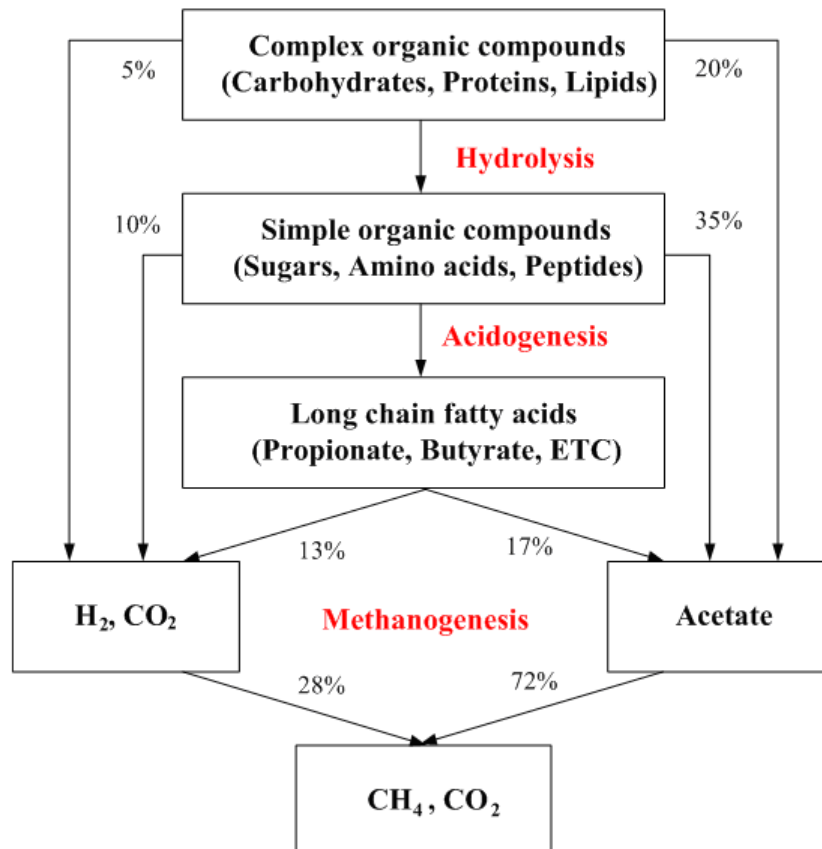 Complex organic compounds
(Carbohydrates, Proteins, Lipids)
5%
20%
Hydrolysis
10%
35%
Simple organic compounds
(Sugars, Amino acids, Peptides)
Acidogenesis
Long chain fatty acids
(Propionate, Butyrate, ETC)
13%
17%
H₂, CO₂
Methanogenesis
Acetate
28%
72%
CH₄ , CO₂